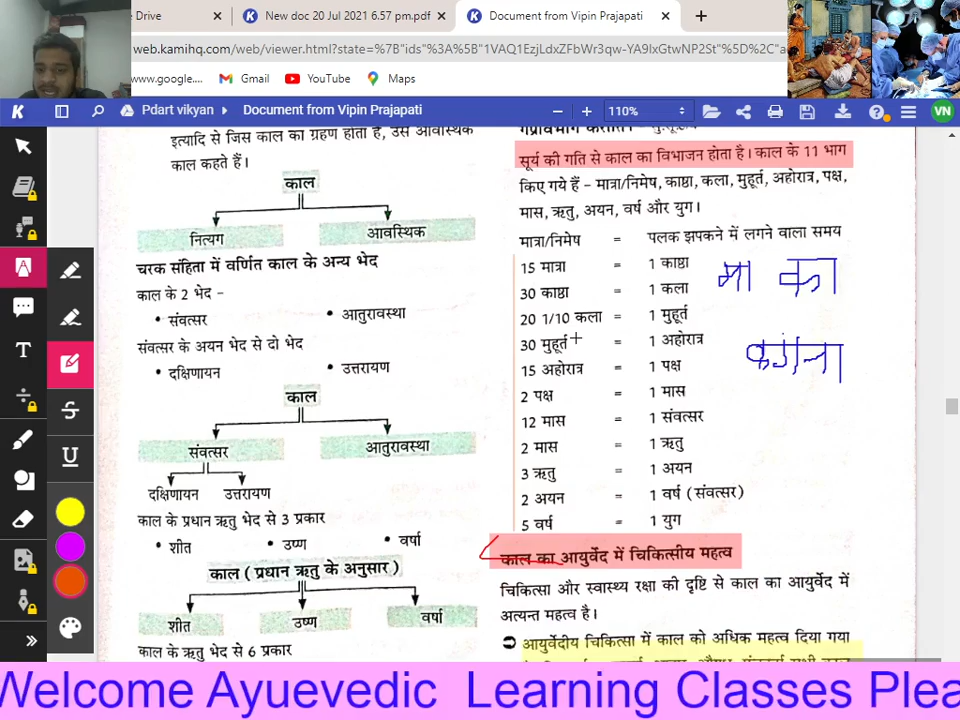 e Drive
New doc 20 Jul 2021 6.57 pm.pdf
Document from Vipin Prajapati
web.kamihq.com/web/viewer.html?state=%7B"ids"%3A%5B"1VAQ1EzjLdZFbWr3qw-YA9lxGtwNP2St"%5D%2C"a
www.google....
Gmail
YouTube
Maps
Pdart vikyan
Document from Vipin Prajapati
110%
VN
इत्यादि से जिस काल का ग्रहण होता है, उसे आवस्थिक
काल कहते हैं।
काल
नित्यग
आवस्थिक
चरक संहिता में वर्णित काल के अन्य भेद
काल के 2 भेद –
• संवत्सर
• आतुरावस्था
संवत्सर के अयन भेद से दो भेद
• दक्षिणायन
• उत्तरायण
काल
संवत्सर
आतुरावस्था
दक्षिणायन
उत्तरायण
काल के प्रधान ऋतु भेद से 3 प्रकार
• शीत
• उष्ण
• वर्षा
काल (प्रधान ऋतु के अनुसार)
शीत
उष्ण
वर्षा
काल के ऋतु भेद से 6 प्रकार
सूर्य की गति से काल का विभाजन होता है। काल के 11 भाग
किए गये हैं – मात्रा/निमेष, काष्ठा, कला, मुहूर्त, अहोरात्र, पक्ष,
मास, ऋतु, अयन, वर्ष और युग।
मात्रा/निमेष = पलक झपकने में लगने वाला समय
15 मात्रा = 1 काष्ठा
30 काष्ठा = 1 कला
20 1/10 कला = 1 मुहूर्त
30 मुहूर्त = 1 अहोरात्र
15 अहोरात्र = 1 पक्ष
2 पक्ष = 1 मास
12 मास = 1 संवत्सर
2 मास = 1 ऋतु
3 ऋतु = 1 अयन
2 अयन = 1 वर्ष (संवत्सर)
5 वर्ष = 1 युग
मा का
काल का आयुर्वेद में चिकित्सीय महत्व
चिकित्सा और स्वास्थ्य रक्षा की दृष्टि से काल का आयुर्वेद में
अत्यन्त महत्व है।
आयुर्वेदीय चिकित्सा में काल को अधिक महत्व दिया गया
Welcome Ayuevedic Learning Classes Plea